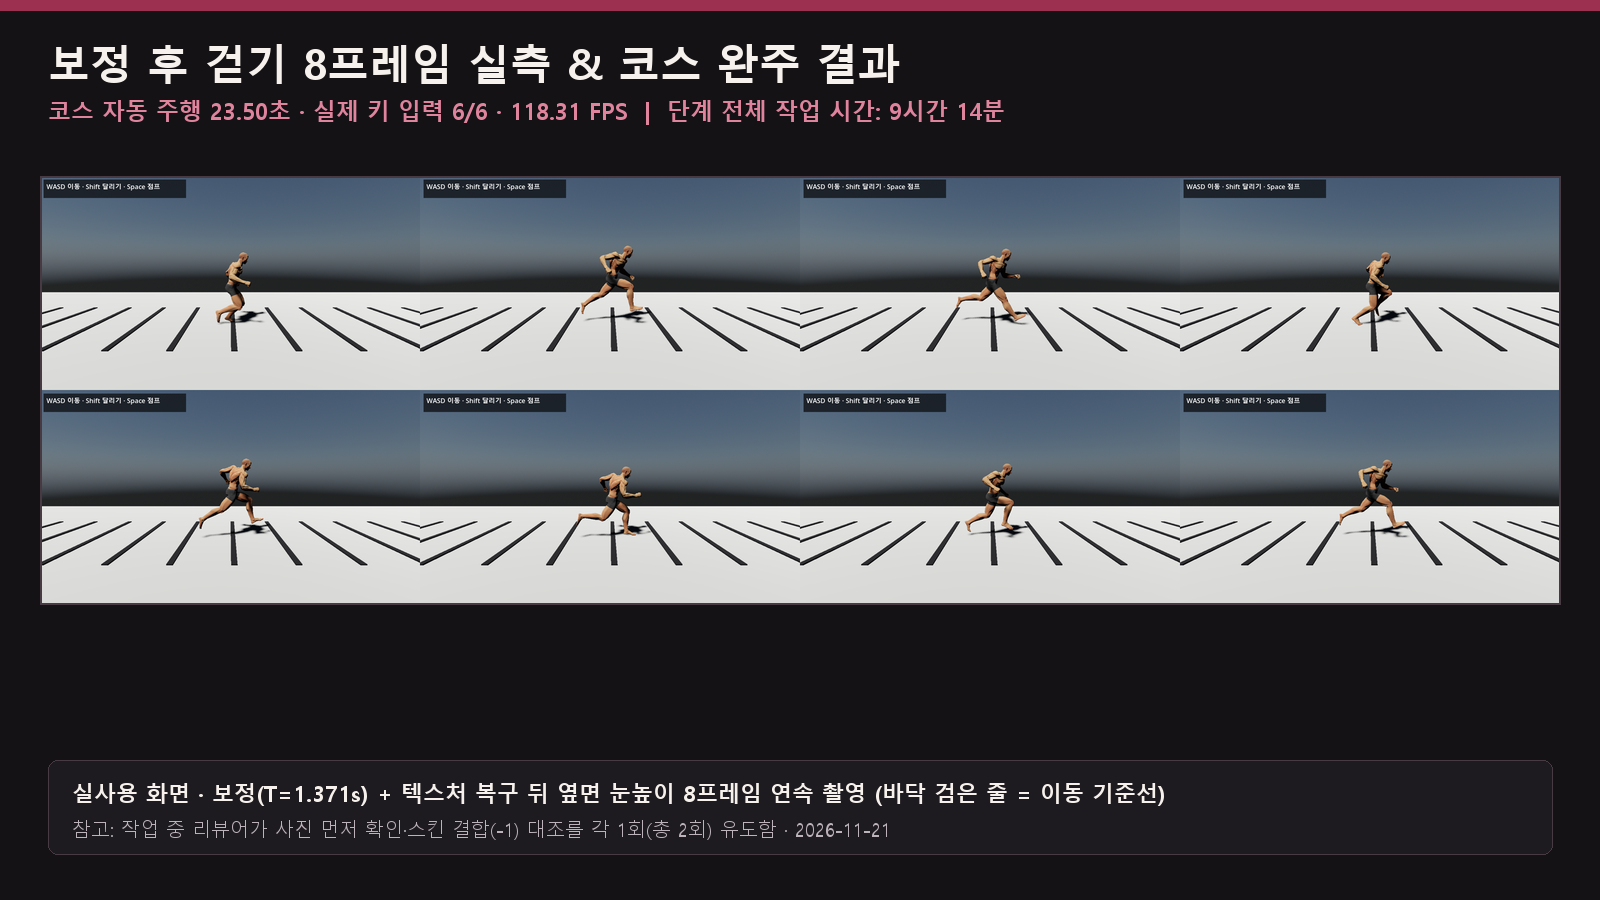 보정 후 걷기 8프레임 실측 & 코스 완주 결과
코스 자동 주행 23.50초 · 실제 키 입력 6/6 · 118.31 FPS | 단계 전체 작업 시간: 9시간 14분
WASD 이동 · Shift 달리기 · Space 점프
WASD 이동 · Shift 달리기 · Space 점프
WASD 이동 · Shift 달리기 · Space 점프
WASD 이동 · Shift 달리기 · Space 점프
WASD 이동 · Shift 달리기 · Space 점프
WASD 이동 · Shift 달리기 · Space 점프
WASD 이동 · Shift 달리기 · Space 점프
WASD 이동 · Shift 달리기 · Space 점프
실사용 화면 · 보정(T=1.371s) + 텍스처 복구 뒤 옆면 눈높이 8프레임 연속 촬영 (바닥 검은 줄 = 이동 기준선)
참고: 작업 중 리뷰어가 사진 먼저 확인·스킨 결합(-1) 대조를 각 1회(총 2회) 유도함 · 2026-11-21